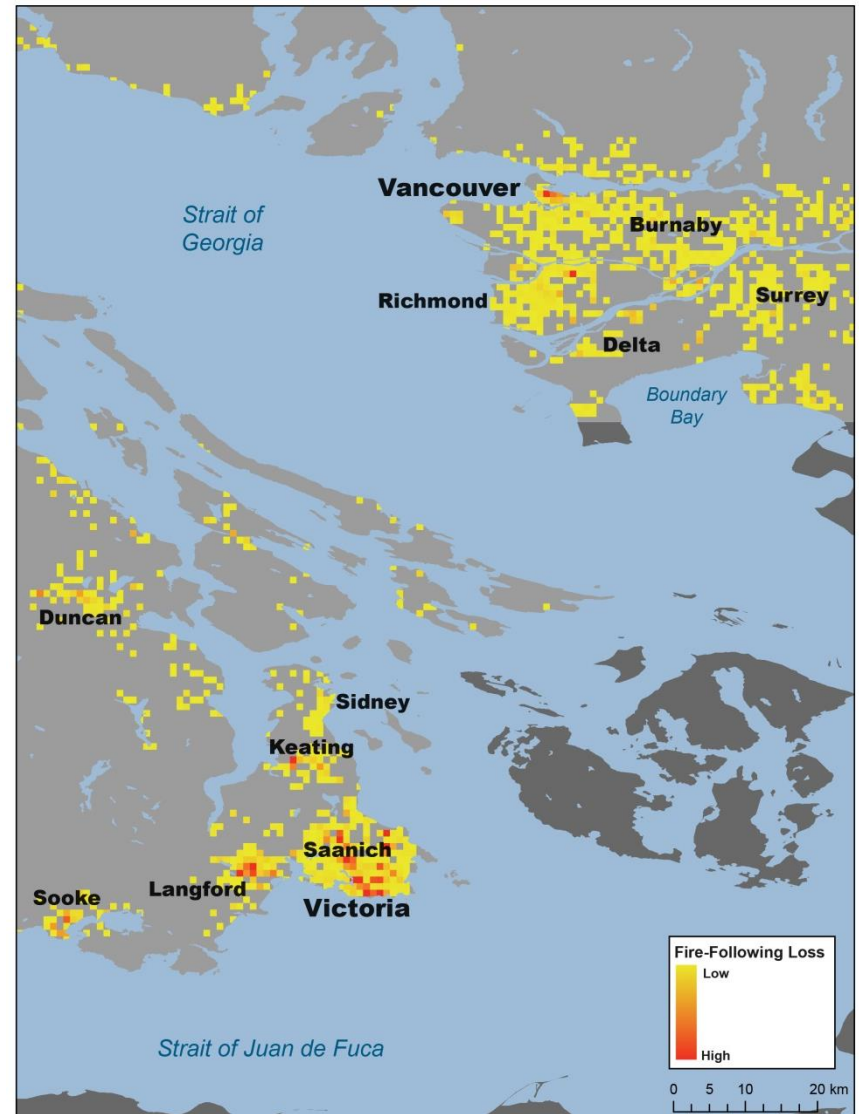 Vancouver
Strait of
Georgia
Burnaby
Richmond
Surrey
Delta
Boundary
Bay
Duncan
Sidney
Keating
Saanich
Langford
Sooke
Victoria
Fire-Following Loss
Low
High
Strait of Juan de Fuca
0 5 10 20 km